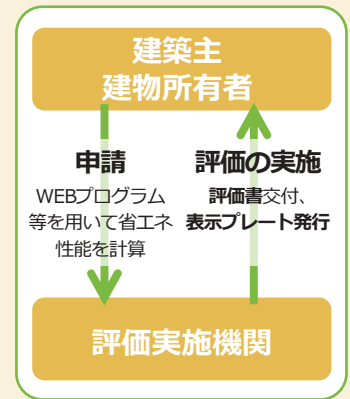 建築主
建物所有者
申請
WEBプログラム
等を用いて省エネ
性能を計算
評価の実施
評価書交付、
表示プレート発行
評価実施機関